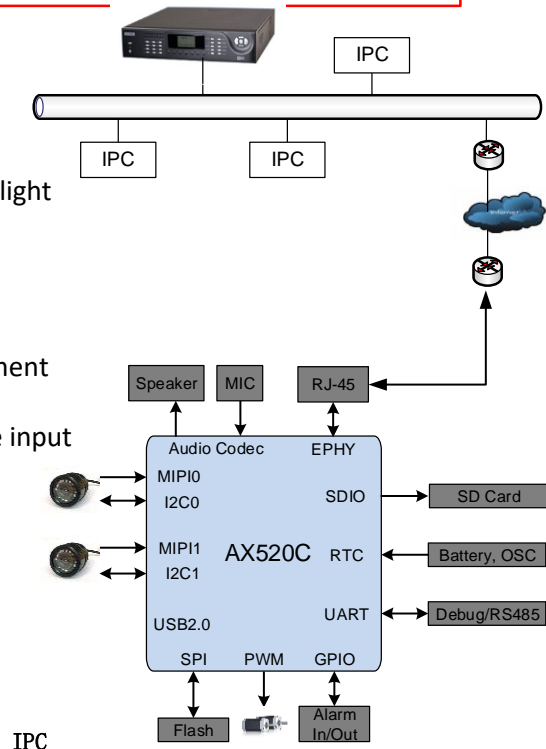 IPC
IPC
IPC
light
Internet
ment
e input
Speaker
MIC
RJ-45
Audio Codec
EPHY
MIPI0
I2C0
SDIO
SD Card
MIPI1
I2C1
AX520C
RTC
Battery, OSC
USB2.0
UART
Debug/RS485
SPI
PWM
GPIO
Flash
Alarm
In/Out
IPC